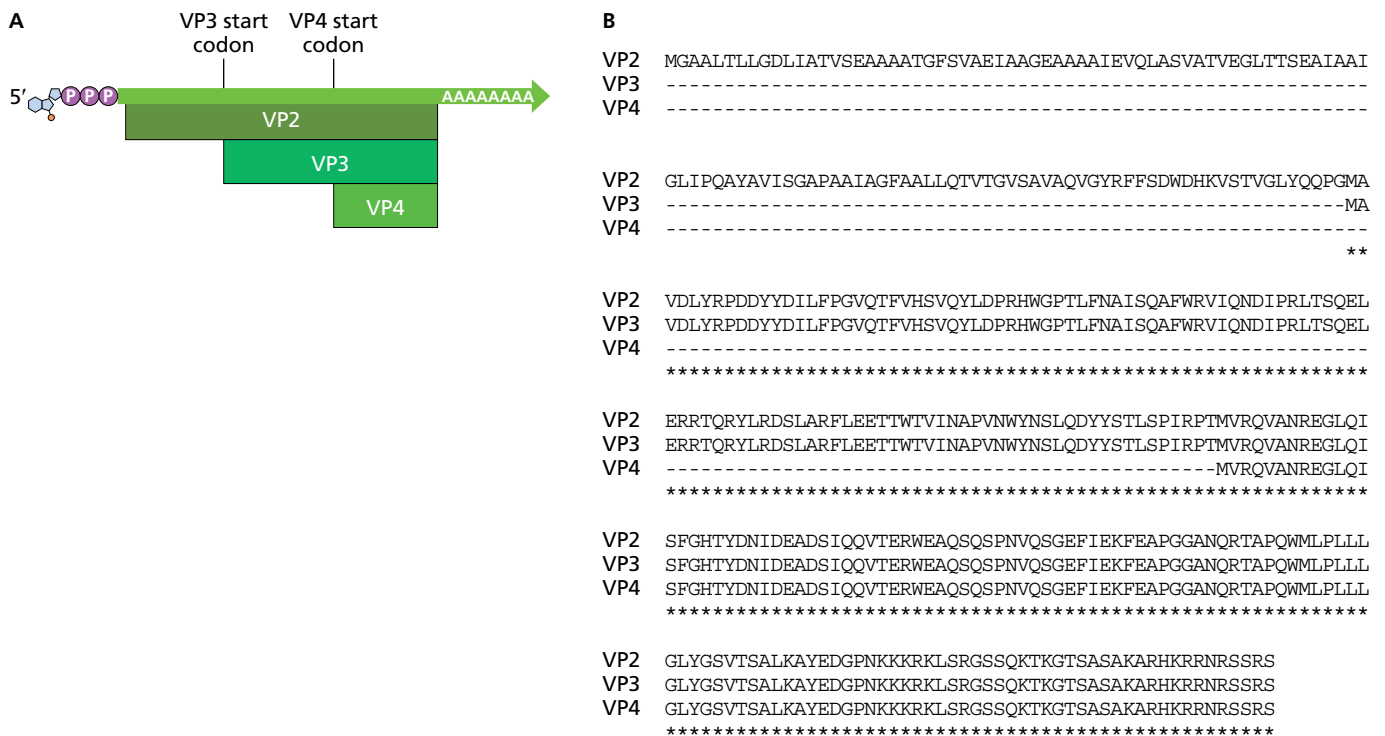 A
VP3 start codon
VP4 start codon
5′ P P P AAAAAAAA
VP2
VP3
VP4
B
VP2 MGAALTLLGDLIATVSEAAAATGFSVAEIAAGEAAAAIEVQLASVATVEGLTTSEAIAAI
VP3 ------------------------------------------------------------
VP4 ------------------------------------------------------------
VP2 GLIPQAYAVISGAPAAIAGFAALLQTVTGVSAVAQVGYRFFSDWDHKVSTVGLYQQPGMA
VP3 ----------------------------------------------------------MA
VP4 ------------------------------------------------------------
**
VP2 VDLYRPDDYYDILFPGVQTFVHSVQYLDPRHWGPTLFNAISQAFWRVIQNDIPRLTSQEL
VP3 VDLYRPDDYYDILFPGVQTFVHSVQYLDPRHWGPTLFNAISQAFWRVIQNDIPRLTSQEL
VP4 ------------------------------------------------------------
************************************************************
VP2 ERRTQRYLRDSLARFLEETTWTVINAPVNWYNSLQDYYSTLSPIRPTMVRQVANREGLQI
VP3 ERRTQRYLRDSLARFLEETTWTVINAPVNWYNSLQDYYSTLSPIRPTMVRQVANREGLQI
VP4 -----------------------------------------------MVRQVANREGLQI
************************************************************
VP2 SFGHTYDNIDEADSIQQVTERWEAQSQSPNVQSGEFIEKFEAPGGANQRTAPQWMLPLLL
VP3 SFGHTYDNIDEADSIQQVTERWEAQSQSPNVQSGEFIEKFEAPGGANQRTAPQWMLPLLL
VP4 SFGHTYDNIDEADSIQQVTERWEAQSQSPNVQSGEFIEKFEAPGGANQRTAPQWMLPLLL
************************************************************
VP2 GLYGSVTSALKAYEDGPNKKKRKLSRGSSQKTKGTSASAKARHKRRNRSSRS
VP3 GLYGSVTSALKAYEDGPNKKKRKLSRGSSQKTKGTSASAKARHKRRNRSSRS
VP4 GLYGSVTSALKAYEDGPNKKKRKLSRGSSQKTKGTSASAKARHKRRNRSSRS
****************************************************